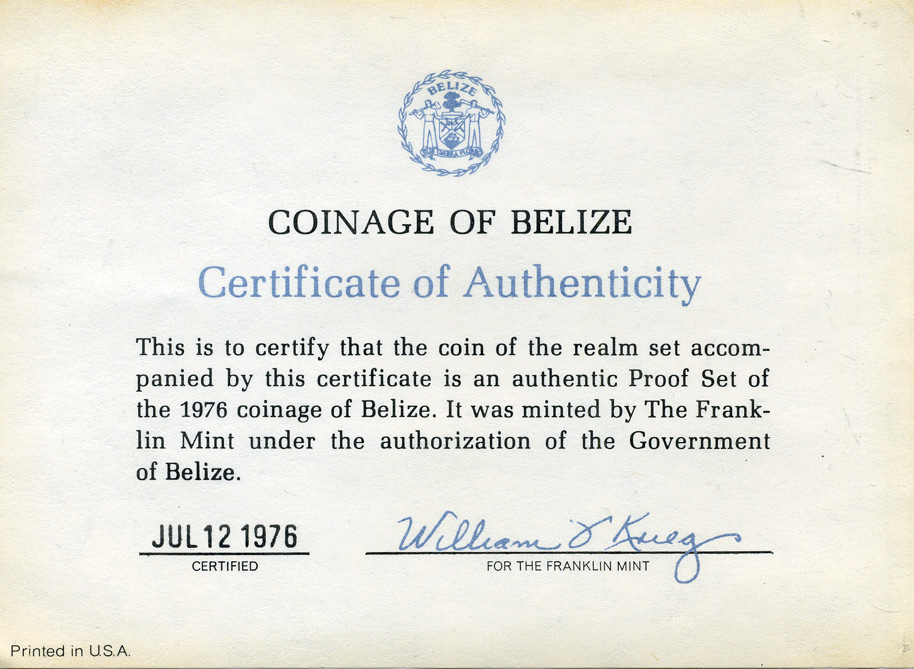 BELIZE
COINAGE OF BELIZE
Certificate of Authenticity
This is to certify that the coin of the realm set accom-
panied by this certificate is an authentic Proof Set of
the 1976 coinage of Belize. It was minted by The Frank-
lin Mint under the authorization of the Government
of Belize.
JUL 12 1976 William J Krieg
CERTIFIED FOR THE FRANKLIN MINT
Printed in U.S.A.